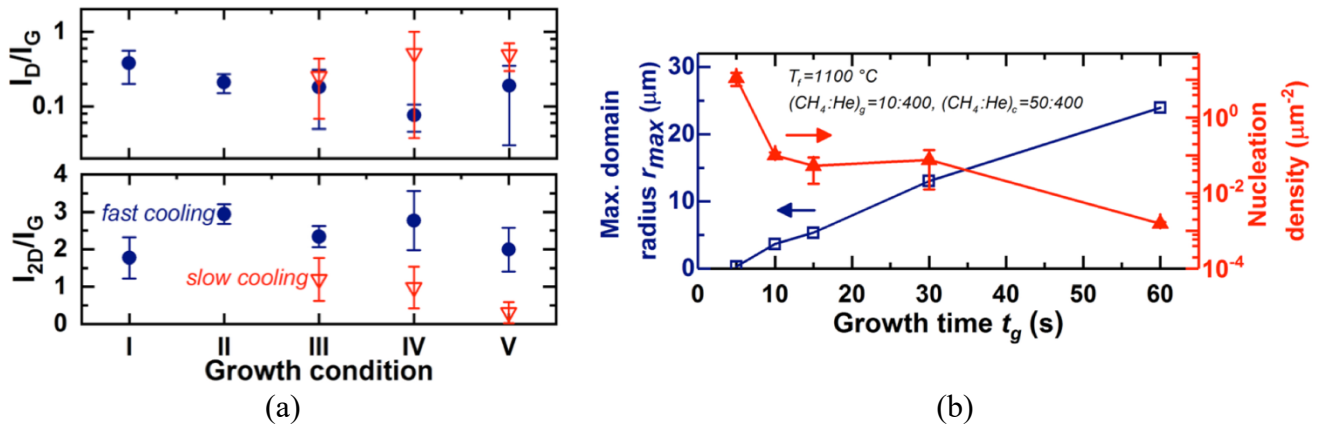 I_D/I_G
1
0.1
I_2D/I_G
4
3
2
1
0
fast cooling
slow cooling
I II III IV V
Growth condition
(a)
Max. domain
radius r_max (μm)
30
20
10
0
T_f=1100 °C
(CH_4:He)_g=10:400, (CH_4:He)_c=50:400
10^0
10^-2
10^-4
Nucleation
density (μm^-2)
0 10 20 30 40 50 60
Growth time t_g (s)
(b)